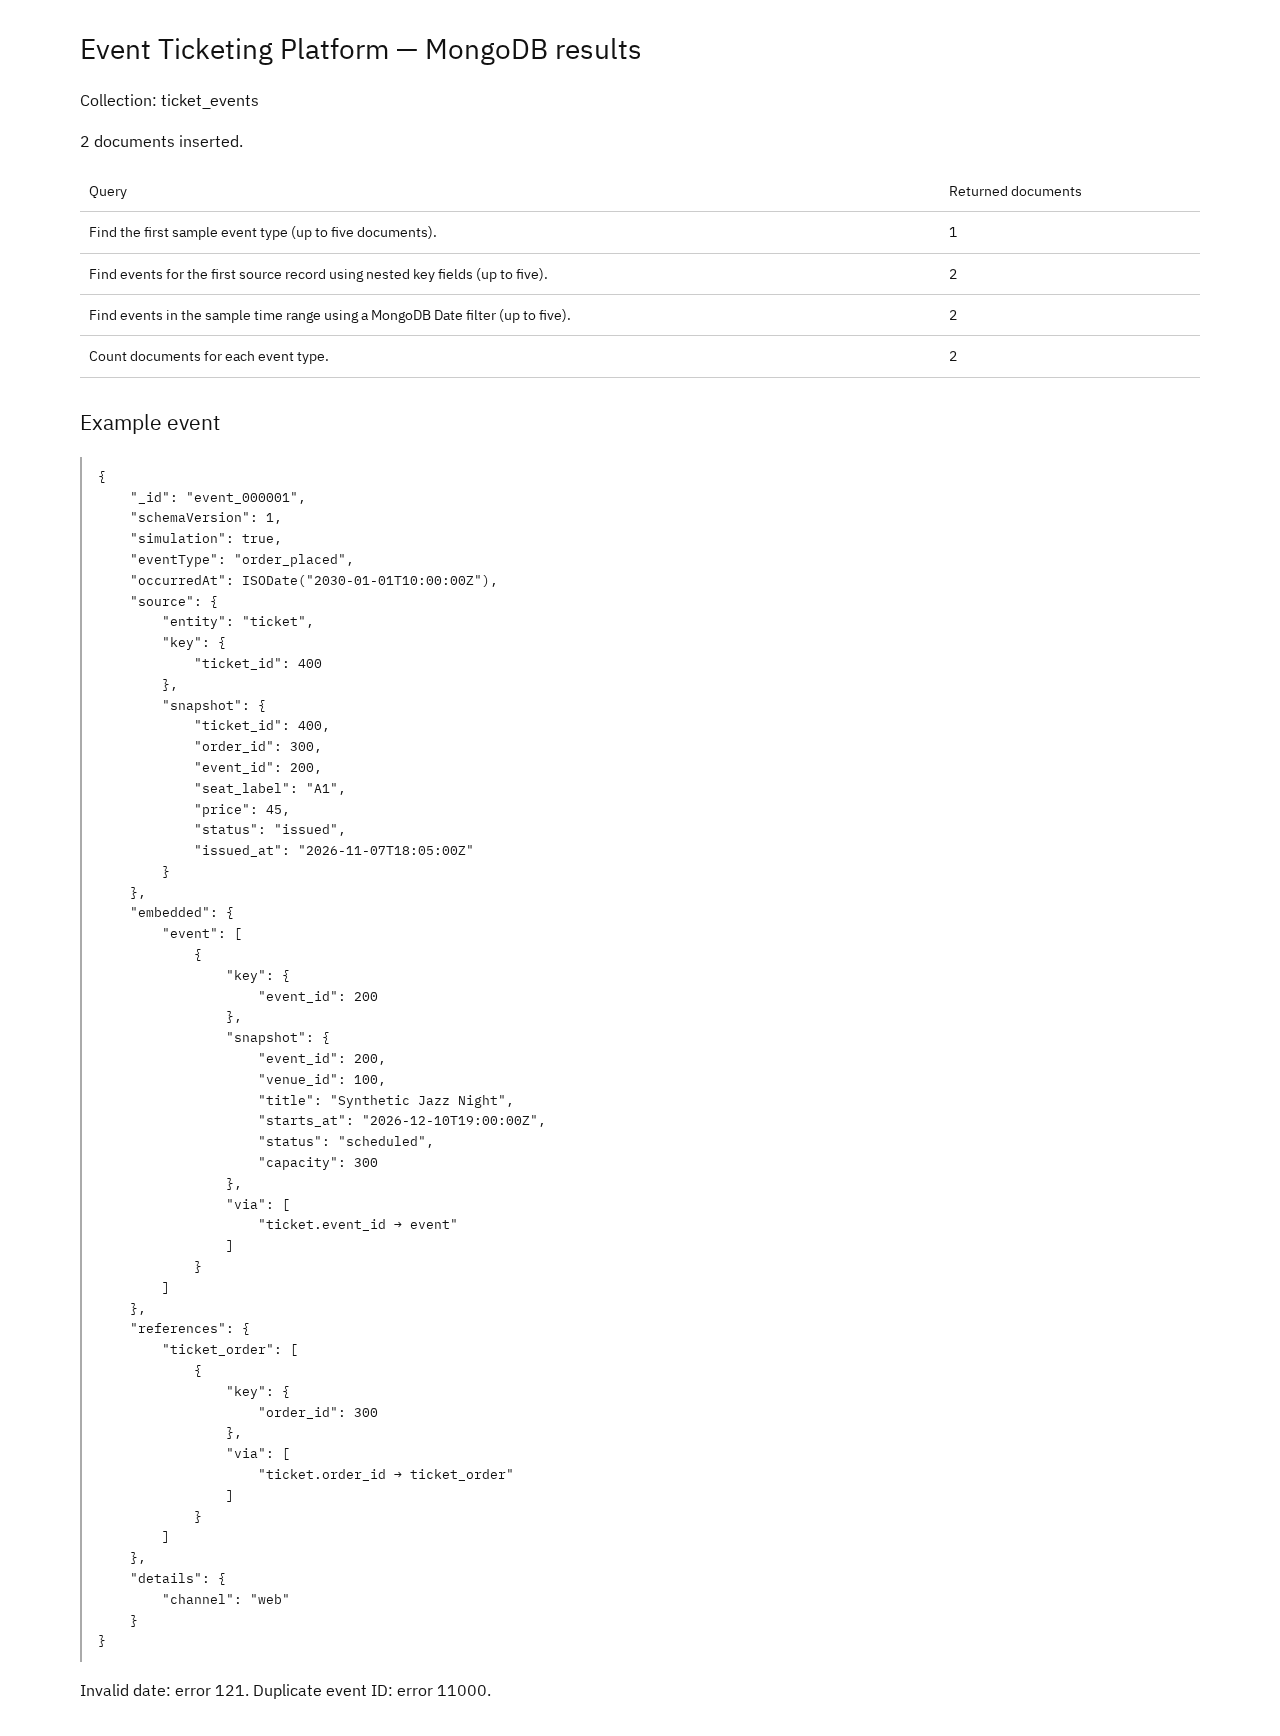 Event Ticketing Platform — MongoDB results
Collection: ticket_events
2 documents inserted.
Query Returned documents
Find the first sample event type (up to five documents). 1
Find events for the first source record using nested key fields (up to five). 2
Find events in the sample time range using a MongoDB Date filter (up to five). 2
Count documents for each event type. 2
Example event
{
    "_id": "event_000001",
    "schemaVersion": 1,
    "simulation": true,
    "eventType": "order_placed",
    "occurredAt": ISODate("2030-01-01T10:00:00Z"),
    "source": {
        "entity": "ticket",
        "key": {
            "ticket_id": 400
        },
        "snapshot": {
            "ticket_id": 400,
            "order_id": 300,
            "event_id": 200,
            "seat_label": "A1",
            "price": 45,
            "status": "issued",
            "issued_at": "2026-11-07T18:05:00Z"
        }
    },
    "embedded": {
        "event": [
            {
                "key": {
                    "event_id": 200
                },
                "snapshot": {
                    "event_id": 200,
                    "venue_id": 100,
                    "title": "Synthetic Jazz Night",
                    "starts_at": "2026-12-10T19:00:00Z",
                    "status": "scheduled",
                    "capacity": 300
                },
                "via": [
                    "ticket.event_id → event"
                ]
            }
        ]
    },
    "references": {
        "ticket_order": [
            {
                "key": {
                    "order_id": 300
                },
                "via": [
                    "ticket.order_id → ticket_order"
                ]
            }
        ]
    },
    "details": {
        "channel": "web"
    }
}
Invalid date: error 121. Duplicate event ID: error 11000.